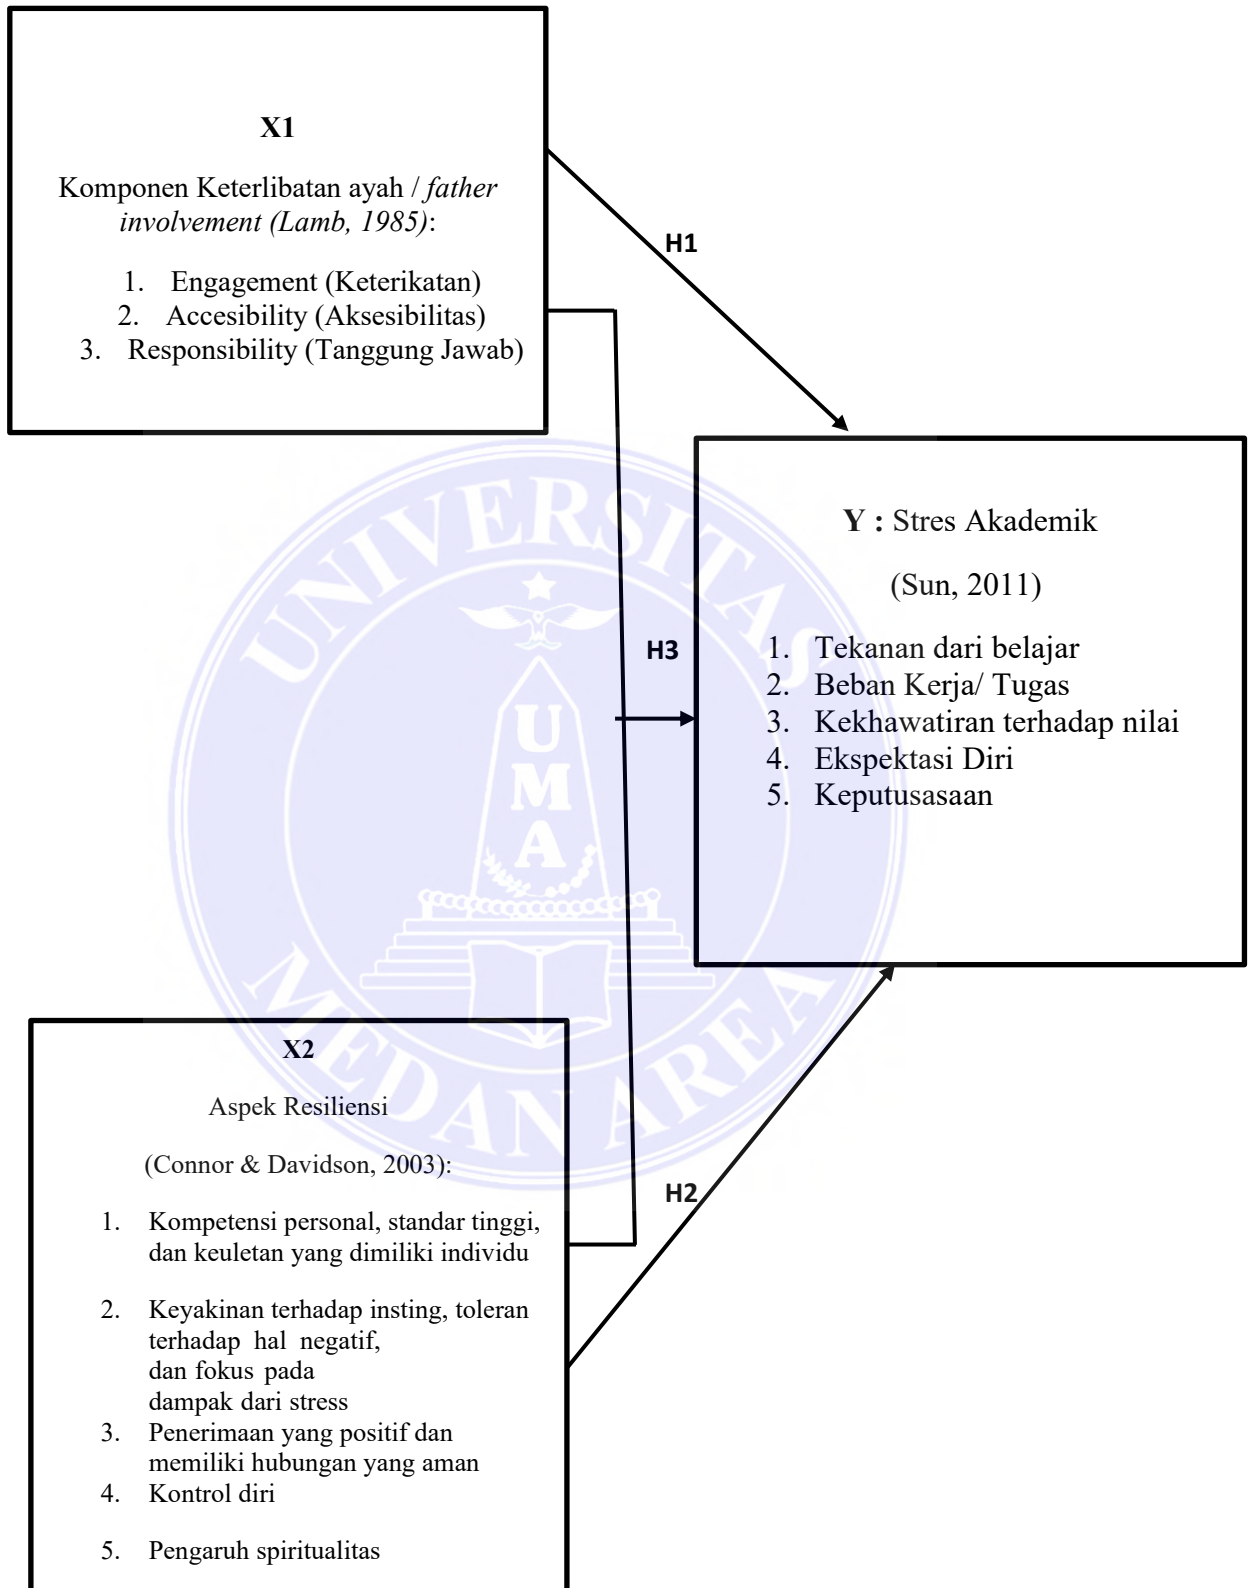 X1
Komponen Keterlibatan ayah / father
involvement (Lamb, 1985):
1. Engagement (Keterikatan)
2. Accesibility (Aksesibilitas)
3. Responsibility (Tanggung Jawab)
H1
Y : Stres Akademik
(Sun, 2011)
1. Tekanan dari belajar
2. Beban Kerja/ Tugas
3. Kekhawatiran terhadap nilai
4. Ekspektasi Diri
5. Keputusasaan
H3
UNIVERSITAS
UMA
MEDAN AREA
X2
Aspek Resiliensi
(Connor & Davidson, 2003):
1. Kompetensi personal, standar tinggi,
dan keuletan yang dimiliki individu
2. Keyakinan terhadap insting, toleran
terhadap hal negatif,
dan fokus pada
dampak dari stress
3. Penerimaan yang positif dan
memiliki hubungan yang aman
4. Kontrol diri
5. Pengaruh spiritualitas
H2